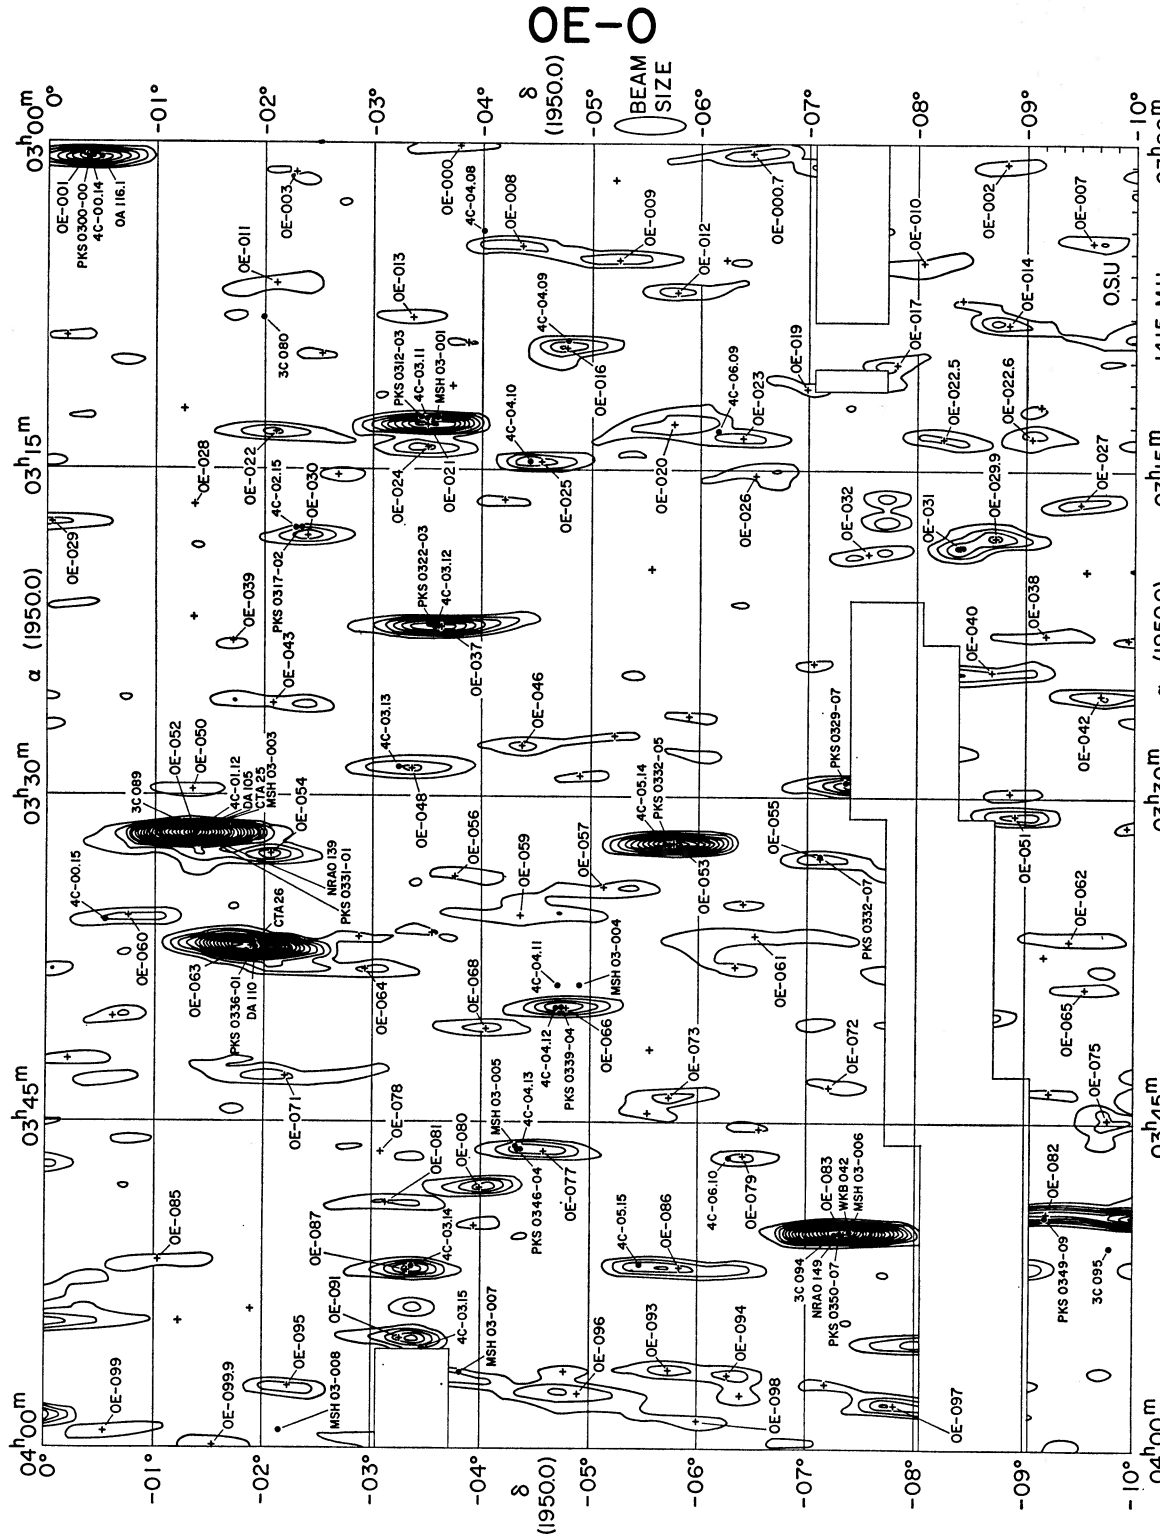 OE-0
03ʰ00ᵐ
03ʰ15ᵐ
α (1950.0)
03ʰ30ᵐ
03ʰ45ᵐ
04ʰ00ᵐ
0°
-01°
-02°
-03°
-04°
δ
(1950.0)
-05°
BEAM
SIZE
-06°
-07°
-08°
-09°
-10°
OE-001
PKS 0300-00
4C-00.14
OA 116.1
OE-003
OE-000
4C-04.08
OE-008
OE-009
OE-000.7
OE-002
OE-007
OE-010
OE-011
OE-012
OE-013
OE-014
O.S.U
3C 080
4C-04.09
OE-016
OE-017
OE-019
PKS 0312-03
4C-03.11
MSH 03-001
4C-04.10
4C-06.09
OE-023
OE-022.5
OE-022.6
OE-022
OE-024
OE-021
OE-025
OE-020
OE-026
OE-027
OE-028
4C-02.15
OE-030
OE-029
PKS 0317-02
OE-032
OE-031
OE-029.9
OE-039
OE-043
PKS 0322-03
4C-03.12
OE-037
OE-038
OE-040
OE-042
OE-046
4C-03.13
OE-048
PKS 0329-07
OE-052
OE-050
3C 089
4C-01.12
DA 105
CTA 25
MSH 03-003
OE-054
NRAO 139
PKS 0331-01
4C-05.14
PKS 0332-05
OE-053
OE-055
PKS 0332-07
OE-051
OE-056
OE-059
OE-057
4C-00.15
OE-060
CTA 26
OE-063
PKS 0336-01
DA 110
OE-064
OE-061
OE-062
OE-068
4C-04.11
MSH 03-004
4C-04.12
PKS 0339-04
OE-066
OE-065
OE-071
OE-072
OE-073
OE-075
OE-078
OE-081
OE-080
MSH 03-005
4C-04.13
PKS 0346-04
OE-077
4C-06.10
OE-079
OE-083
WKB 042
MSH 03-006
3C 094
NRAO 149
PKS 0350-07
OE-082
PKS 0349-09
3C 095
OE-085
OE-087
4C-03.14
4C-05.15
OE-086
OE-091
4C-03.15
MSH 03-007
OE-095
MSH 03-008
OE-096
OE-093
OE-094
OE-098
OE-097
OE-099
OE-099.9
04ʰ00ᵐ
0°
-01°
-02°
-03°
-04°
δ
(1950.0)
-05°
-06°
-07°
-08°
-09°
-10°
03ʰ45ᵐ
03ʰ30ᵐ